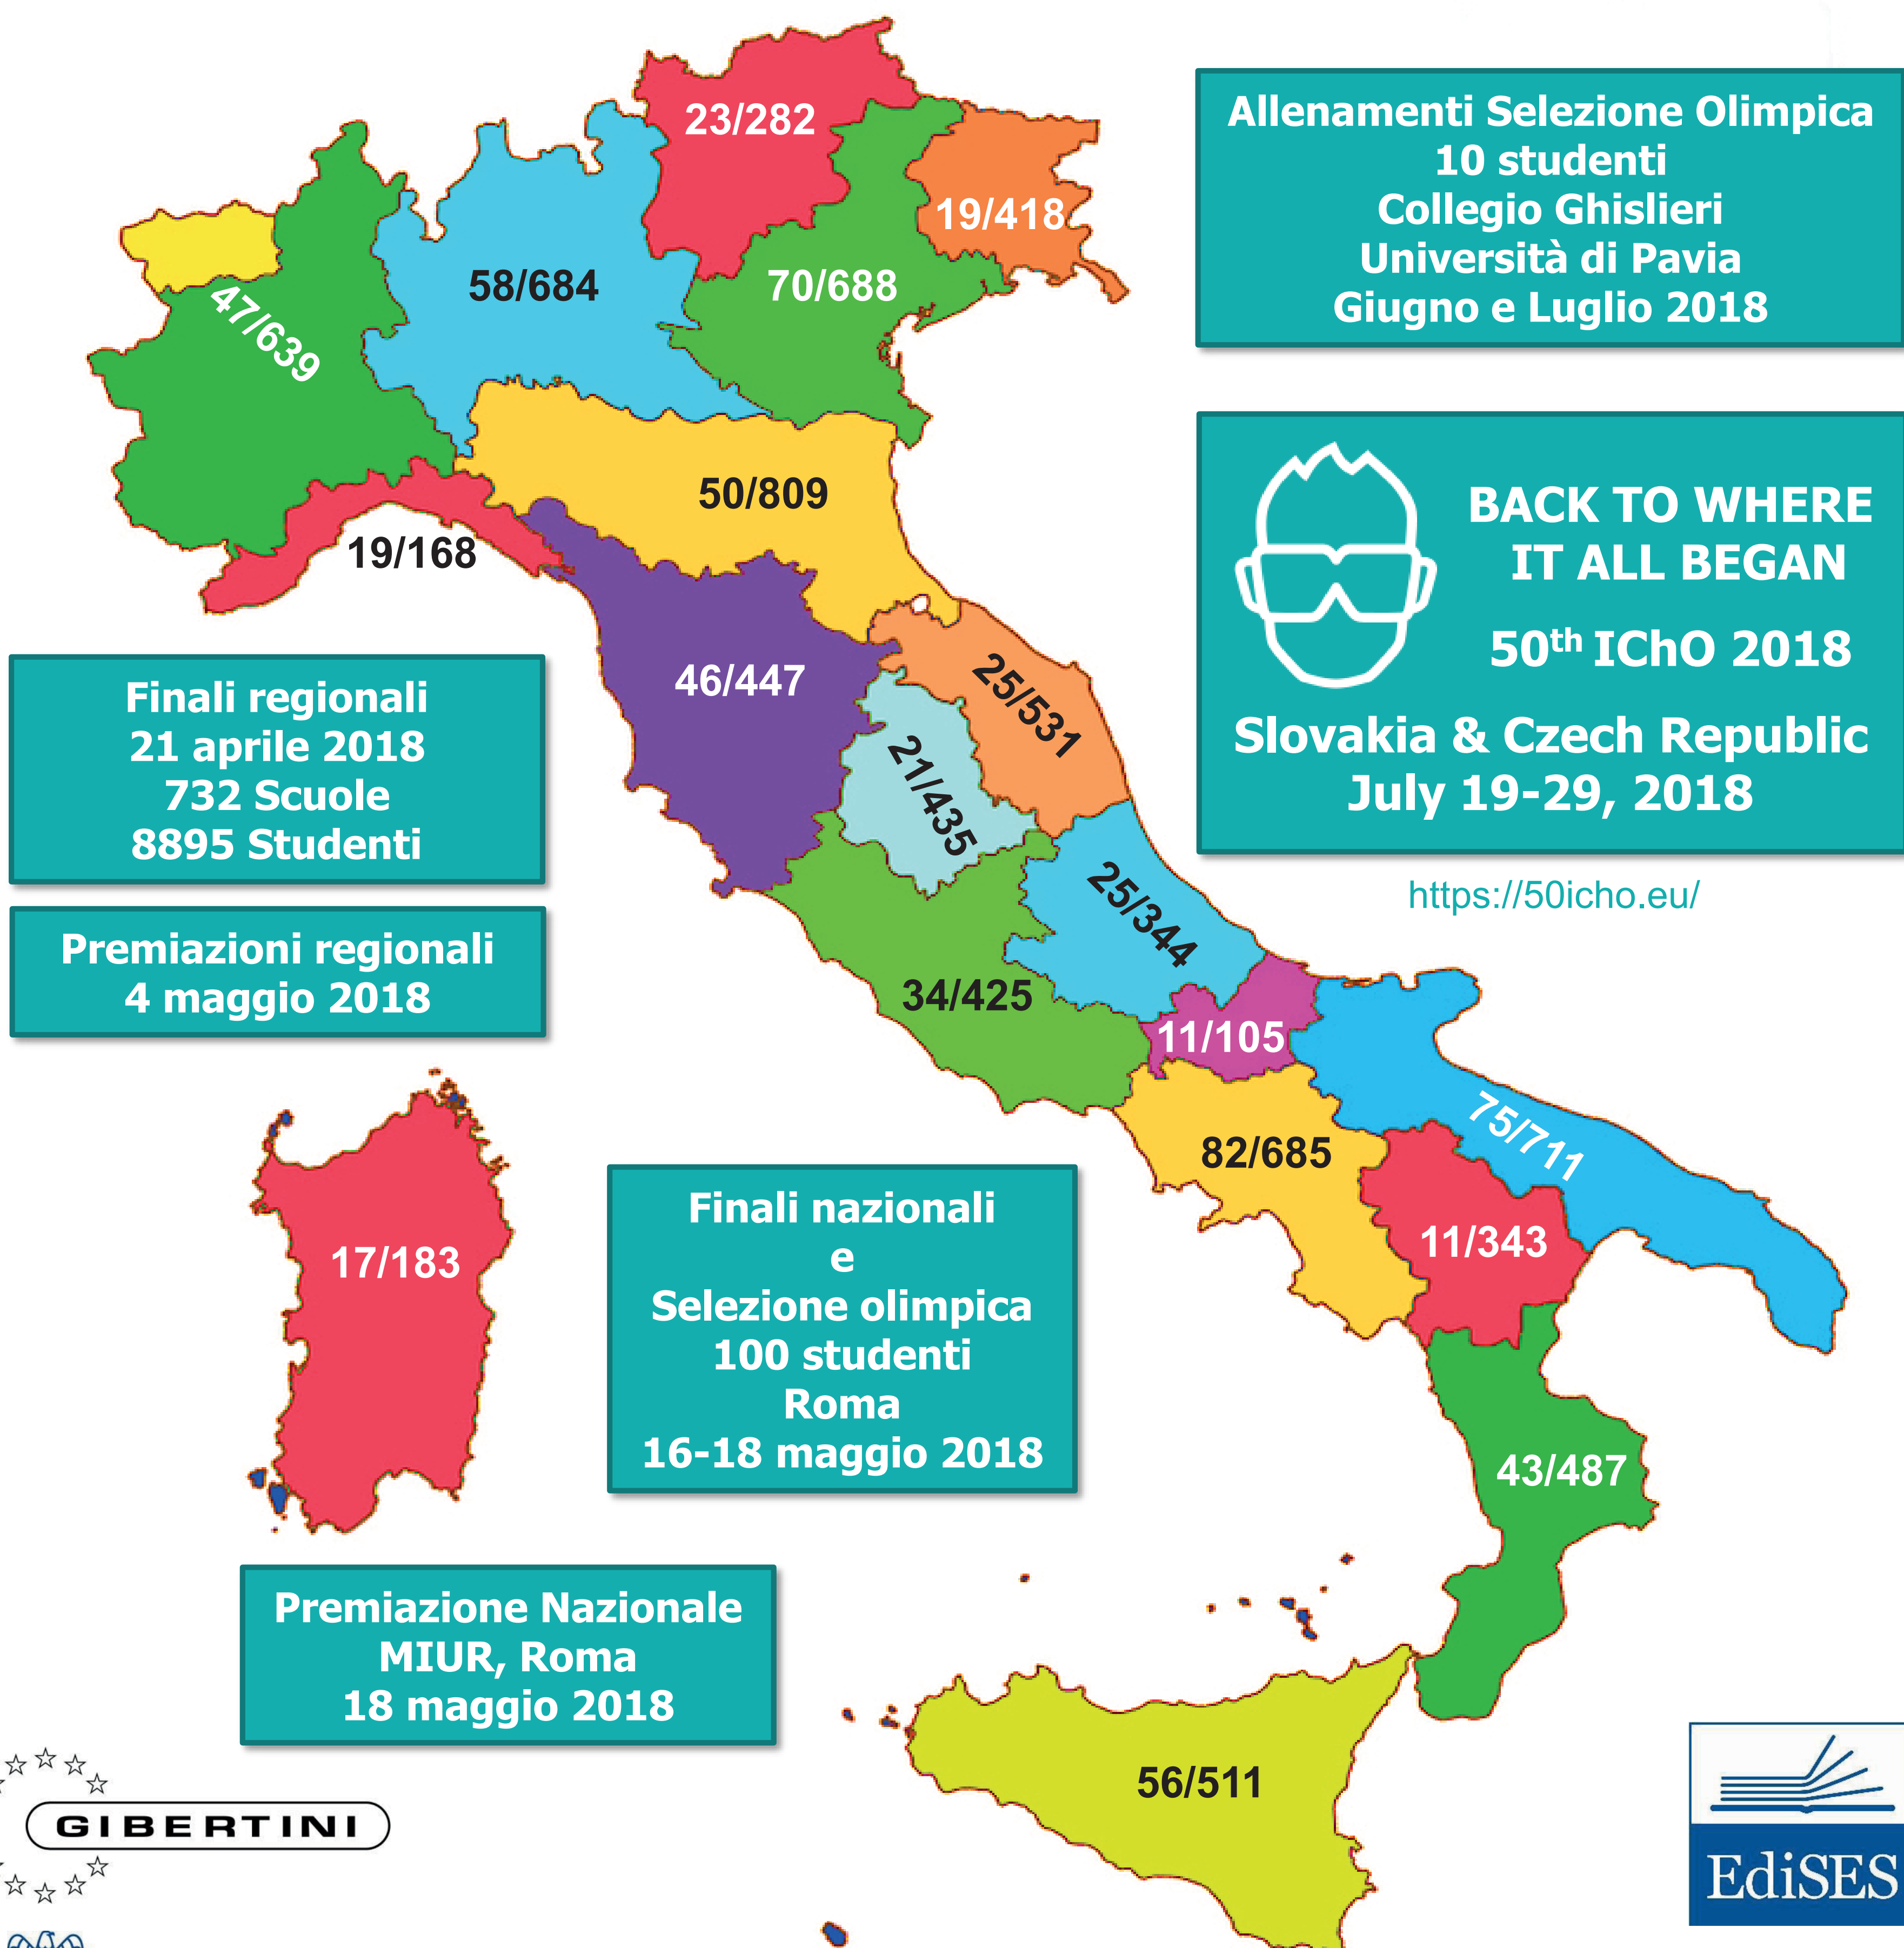 23/282
19/418
58/684
70/688
47/639
50/809
19/168
46/447
25/531
21/435
25/344
34/425
11/105
75/711
82/685
11/343
17/183
43/487
56/511
Allenamenti Selezione Olimpica
10 studenti
Collegio Ghislieri
Università di Pavia
Giugno e Luglio 2018
BACK TO WHERE
IT ALL BEGAN
50th IChO 2018
Slovakia & Czech Republic
July 19-29, 2018
https://50icho.eu/
Finali regionali
21 aprile 2018
732 Scuole
8895 Studenti
Premiazioni regionali
4 maggio 2018
Finali nazionali
e
Selezione olimpica
100 studenti
Roma
16-18 maggio 2018
Premiazione Nazionale
MIUR, Roma
18 maggio 2018
GIBERTINI
EdiSES